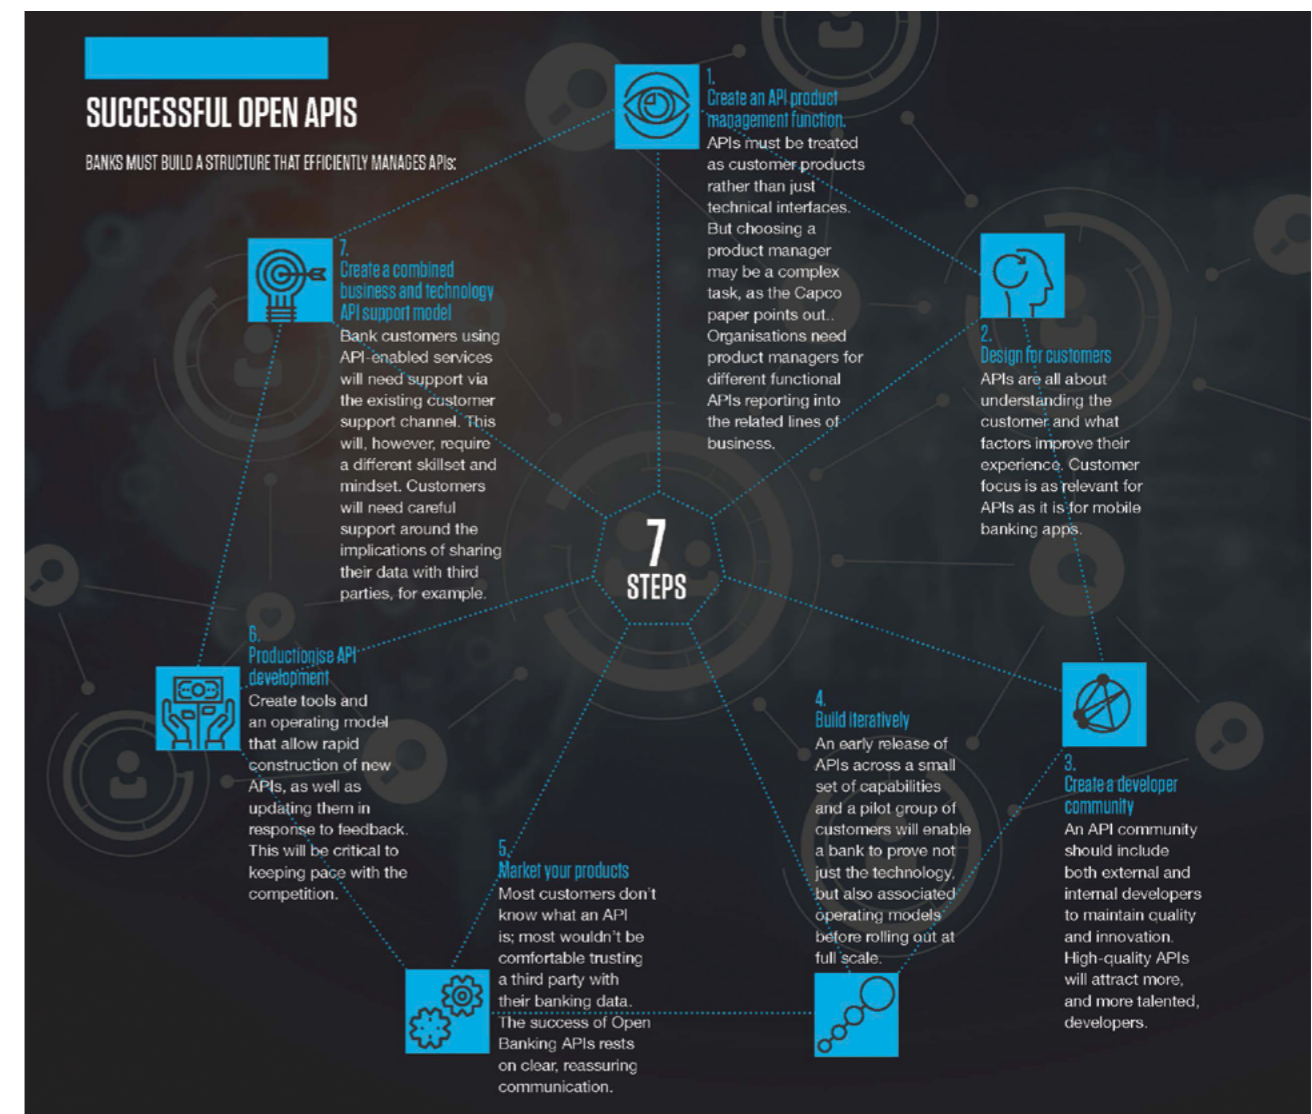 SUCCESSFUL OPEN APIS
BANKS MUST BUILD A STRUCTURE THAT EFFICIENTLY MANAGES APIs:
1.
Create an API product
management function.
APIs must be treated
as customer products
rather than just
technical interfaces.
But choosing a
product manager
may be a complex
task, as the Capco
paper points out..
Organisations need
product managers for
different functional
APIs reporting into
the related lines of
business.
2.
Design for customers
APIs are all about
understanding the
customer and what
factors improve their
experience. Customer
focus is as relevant for
APIs as it is for mobile
banking apps.
3.
Create a developer
community
An API community
should include
both external and
internal developers
to maintain quality
and innovation.
High-quality APIs
will attract more,
and more talented,
developers.
4.
Build iteratively
An early release of
APIs across a small
set of capabilities
and a pilot group of
customers will enable
a bank to prove not
just the technology,
but also associated
operating models
before rolling out at
full scale.
5.
Market your products
Most customers don't
know what an API
is; most wouldn't be
comfortable trusting
a third party with
their banking data.
The success of Open
Banking APIs rests
on clear, reassuring
communication.
6.
Productionise API
development
Create tools and
an operating model
that allow rapid
construction of new
APIs, as well as
updating them in
response to feedback.
This will be critical to
keeping pace with the
competition.
7.
Create a combined
business and technology
API support model
Bank customers using
API-enabled services
will need support via
the existing customer
support channel. This
will, however, require
a different skillset and
mindset. Customers
will need careful
support around the
implications of sharing
their data with third
parties, for example.
7
STEPS